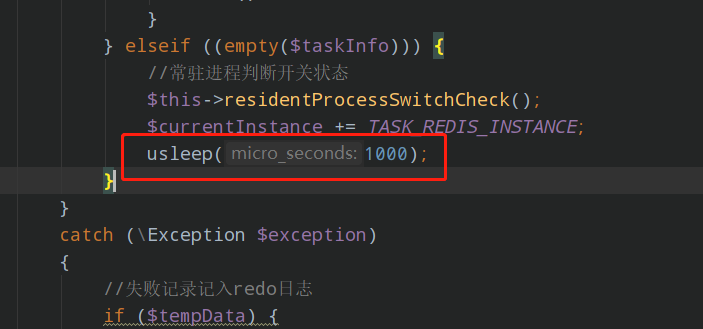 }
} elseif ((empty($taskInfo))) {
//常驻进程判断开关状态
$this->residentProcessSwitchCheck();
$currentInstance += TASK_REDIS_INSTANCE;
usleep( micro_seconds: 1000);
}
}
catch (\Exception $exception)
{
//失败记录记入redo日志
if ($tempData) {